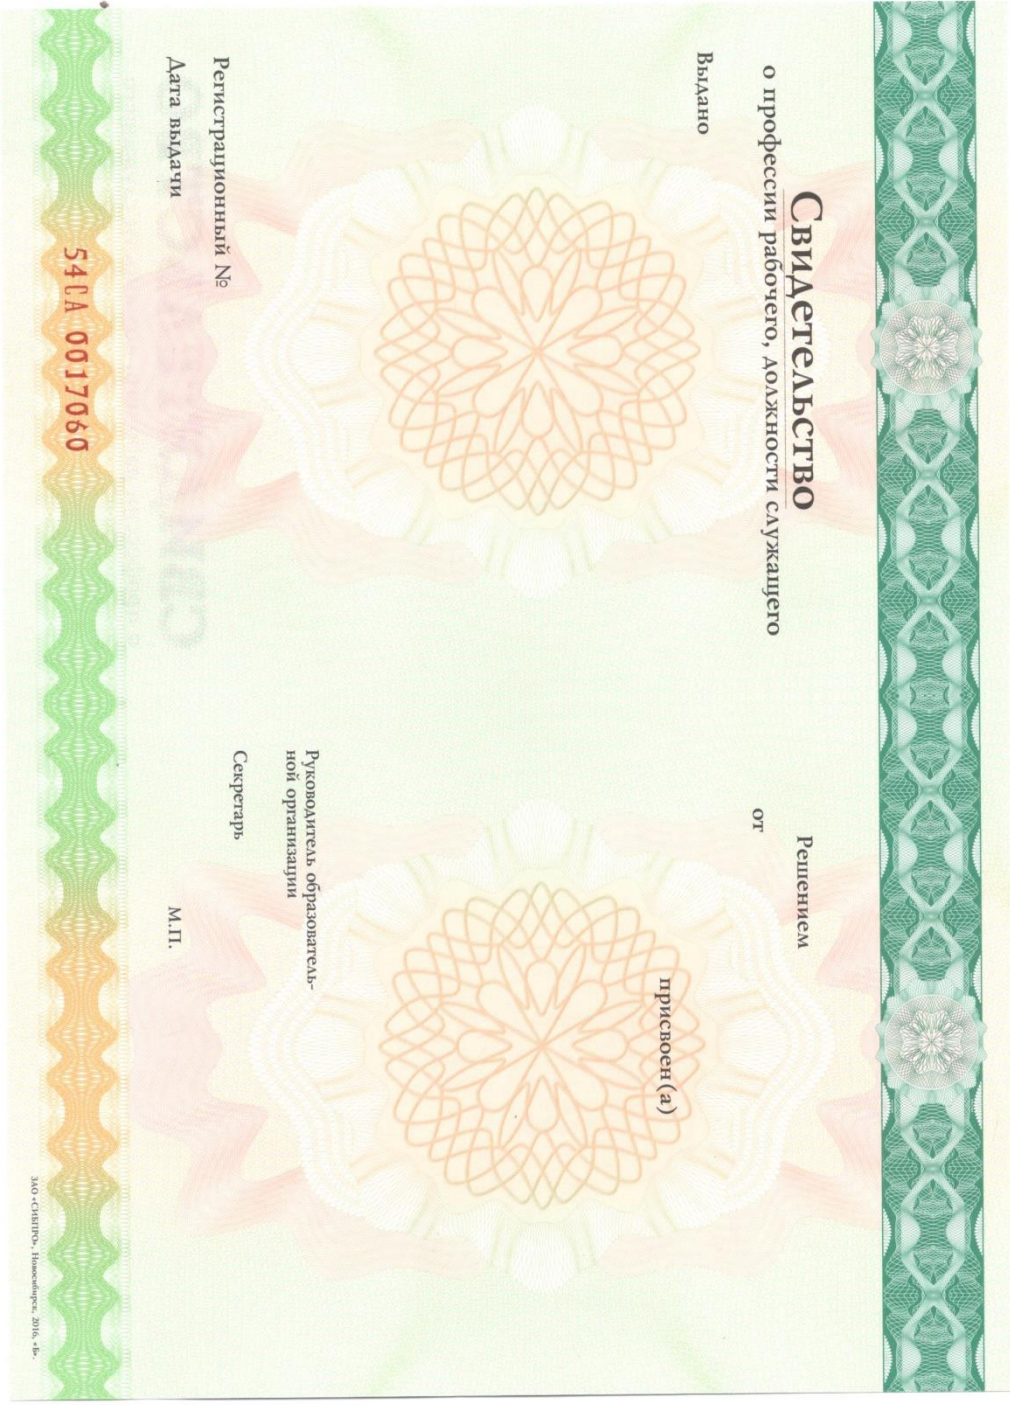 Свидетельство
о профессии рабочего, должности служащего
Выдано
Регистрационный №
Дата выдачи
54СА 0017060
Решением
от
присвоен(а)
Руководитель образователь-
ной организации
Секретарь
М.П.
ЗАО «СИБПРО», Новосибирск, 2016, «Б».